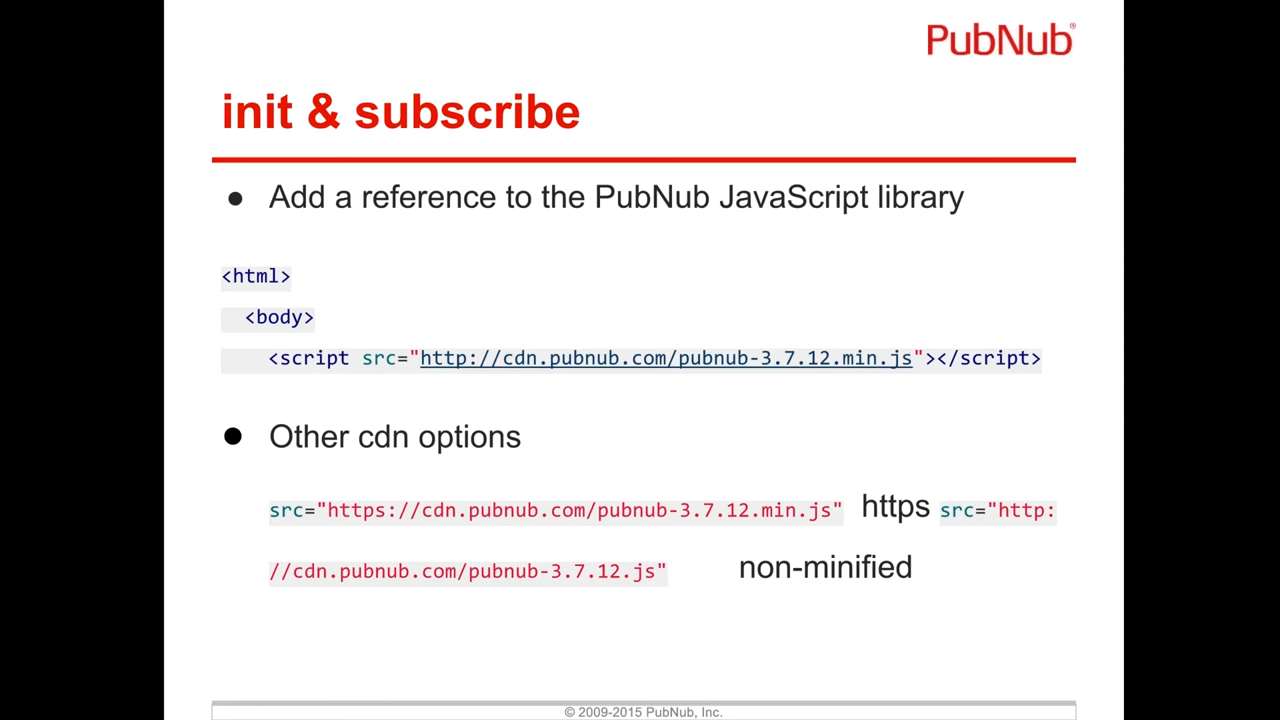 PubNub®
init & subscribe
● Add a reference to the PubNub JavaScript library
<html>
<body>
<script src="http://cdn.pubnub.com/pubnub-3.7.12.min.js"></script>
● Other cdn options
src="https://cdn.pubnub.com/pubnub-3.7.12.min.js" https src="http:
//cdn.pubnub.com/pubnub-3.7.12.js" non-minified
© 2009-2015 PubNub, Inc.